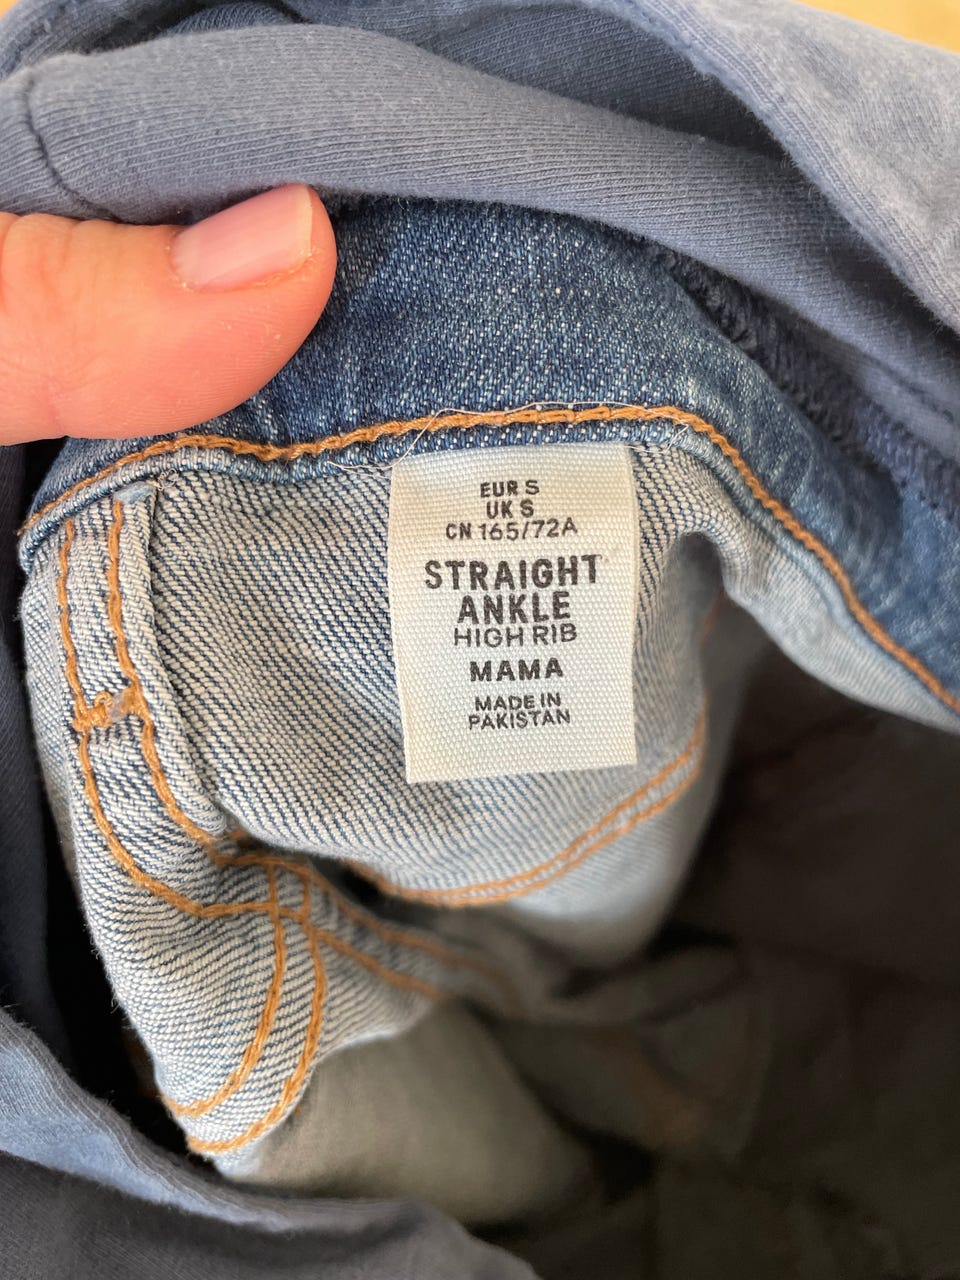 EUR S
UK S
CN 165/72A
STRAIGHT
ANKLE
HIGH RIB
MAMA
MADE IN
PAKISTAN